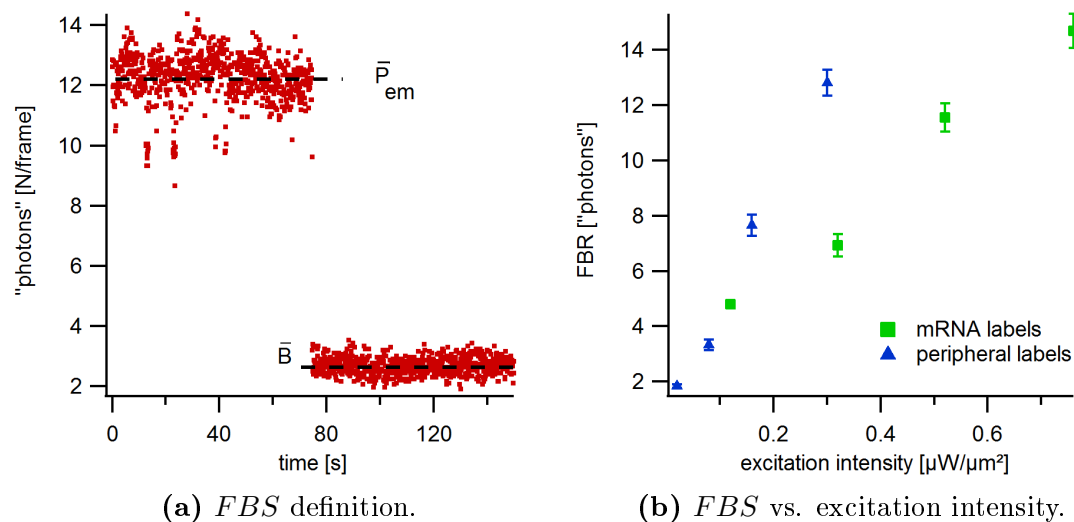 14
12
10
8
6
4
2
"photons" [N/frame]
P̄em
B̄
0
40
80
120
time [s]
(a) FBS definition.
14
12
10
8
6
4
2
FBR ["photons"]
mRNA labels
peripheral labels
0.2
0.4
0.6
excitation intensity [µW/µm²]
(b) FBS vs. excitation intensity.